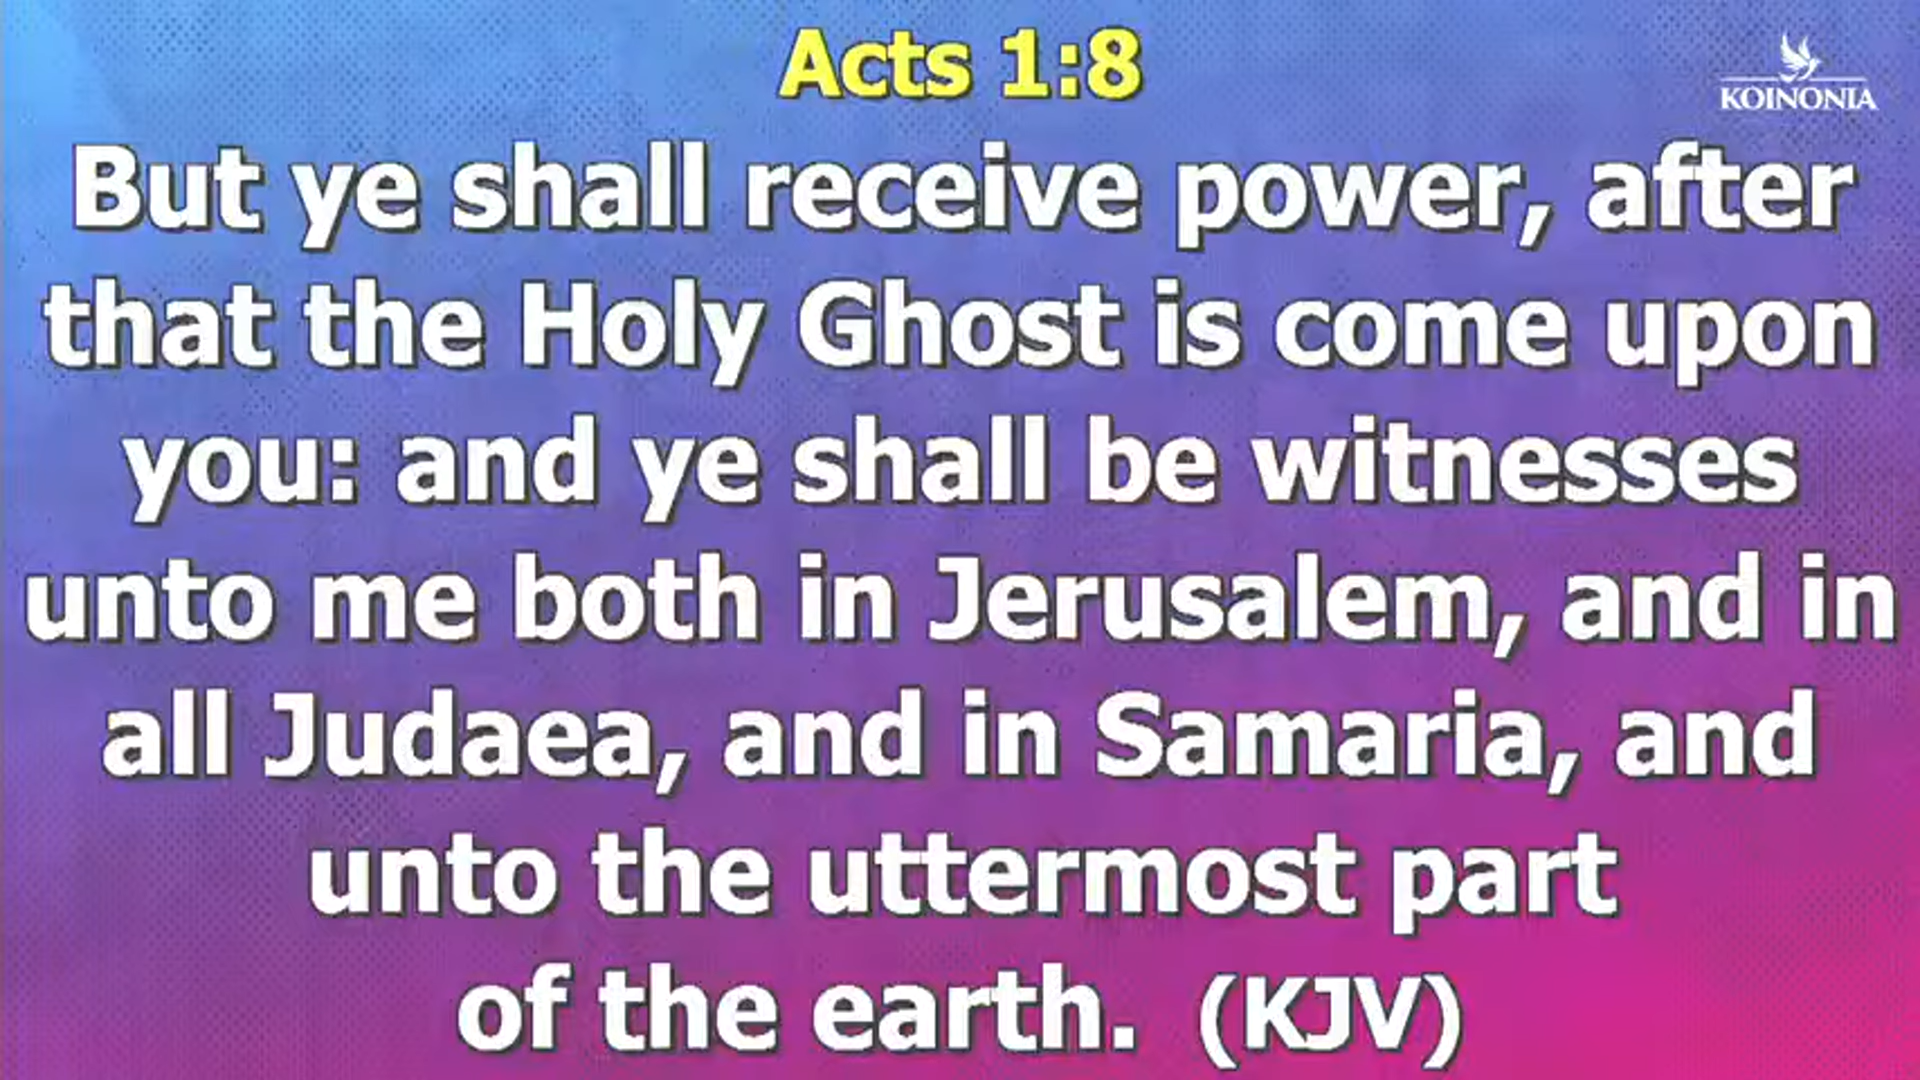 Acts 1:8
KOINONIA
But ye shall receive power, after
that the Holy Ghost is come upon
you: and ye shall be witnesses
unto me both in Jerusalem, and in
all Judaea, and in Samaria, and
unto the uttermost part
of the earth. (KJV)